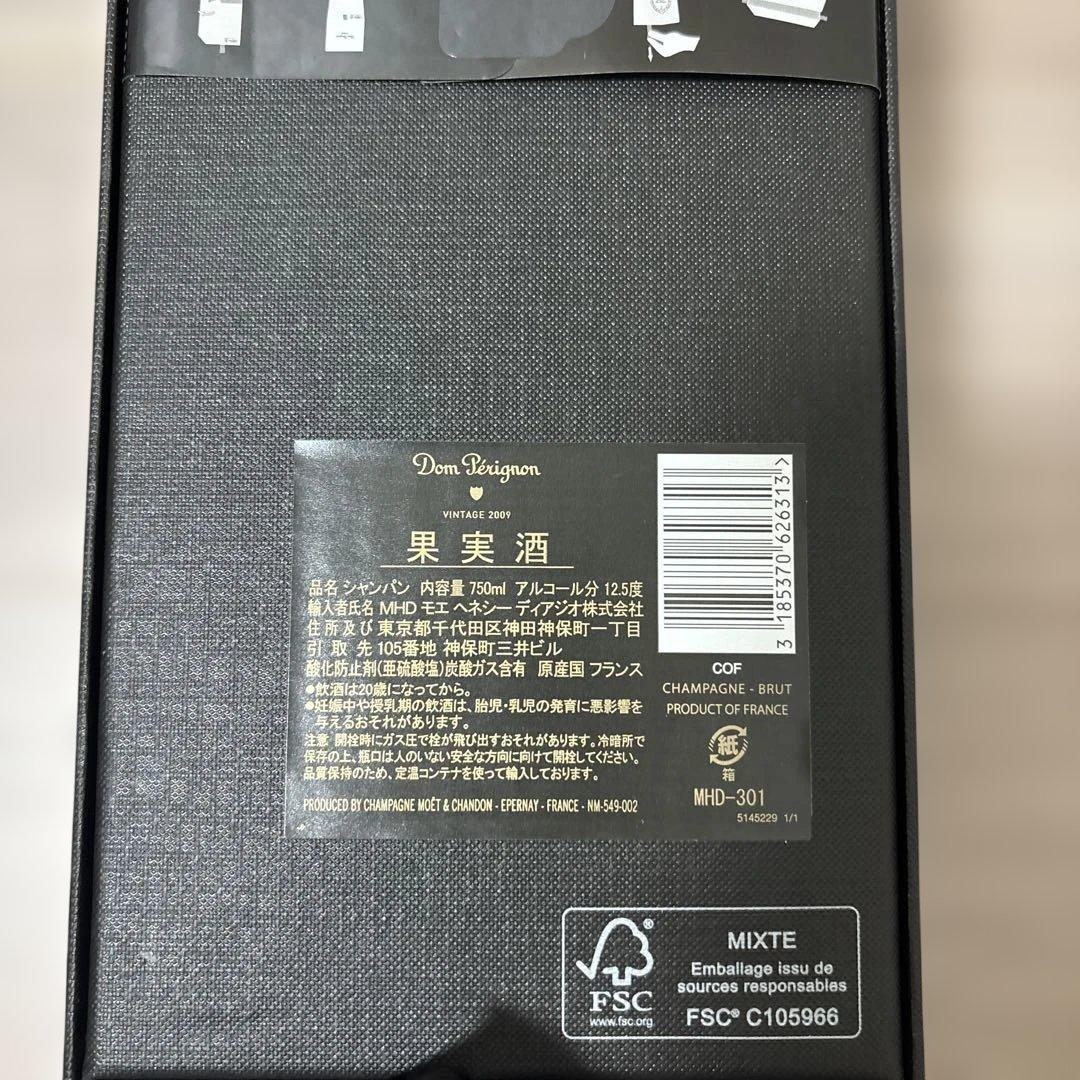 Dom Pérignon
VINTAGE 2009
果実酒
品名 シャンパン 内容量 750ml アルコール分 12.5度
輸入者氏名 MHD モエ ヘネシー ディアジオ株式会社
住所及び 東京都千代田区神田神保町一丁目
引取先 105番地 神保町三井ビル
酸化防止剤(亜硫酸塩)炭酸ガス含有 原産国 フランス
●飲酒は20歳になってから。
●妊娠中や授乳期の飲酒は、胎児・乳児の発育に悪影響を
与えるおそれがあります。
注意 開栓時にガス圧で栓が飛び出すおそれがあります。冷暗所で
保存の上、瓶口は人のいない安全な方向に向けて開栓してください。
品質保持のため、定温コンテナを使って輸入しております。
PRODUCED BY CHAMPAGNE MOËT & CHANDON - EPERNAY - FRANCE - NM-549-002
3 185370 626313 >
COF
CHAMPAGNE - BRUT
PRODUCT OF FRANCE
紙
箱
MHD-301
5145229 1/1
FSC®
www.fsc.org
MIXTE
Emballage issu de
sources responsables
FSC® C105966